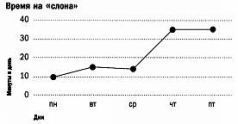 Время на «слона»
40
30
20
10
0
Минуты в день
пн вт ср чт пт
Дни